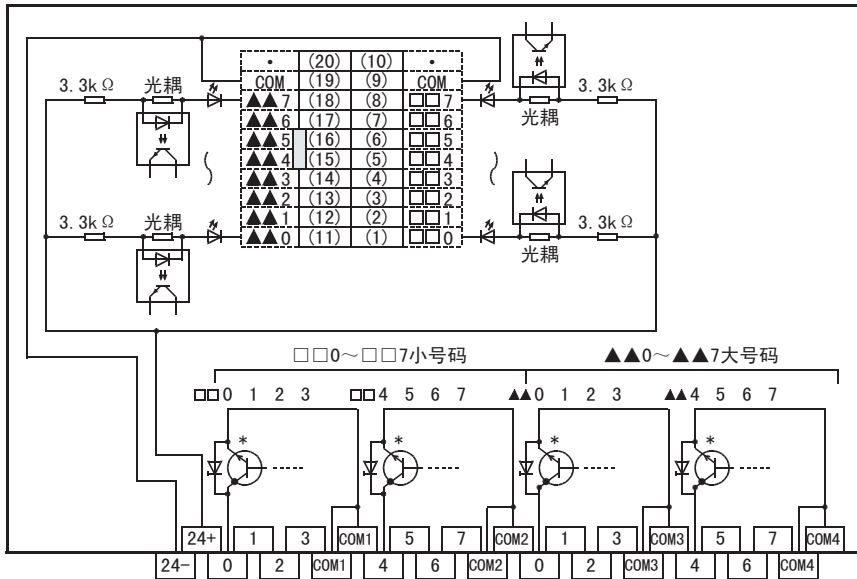 · (20) (10) ·
COM (19) (9) COM
3.3kΩ 光耦 ▲▲7 (18) (8) □□7 光耦 3.3kΩ
▲▲6 (17) (7) □□6
▲▲5 (16) (6) □□5
▲▲4 (15) (5) □□4
▲▲3 (14) (4) □□3
▲▲2 (13) (3) □□2
▲▲1 (12) (2) □□1
3.3kΩ 光耦 ▲▲0 (11) (1) □□0 光耦 3.3kΩ
□□0～□□7小号码 ▲▲0～▲▲7大号码
□□0 1 2 3 □□4 5 6 7 ▲▲0 1 2 3 ▲▲4 5 6 7
* * * *
24+ 1 3 COM1 5 7 COM2 1 3 COM3 5 7 COM4
24- 0 2 COM1 4 6 COM2 0 2 COM3 4 6 COM4